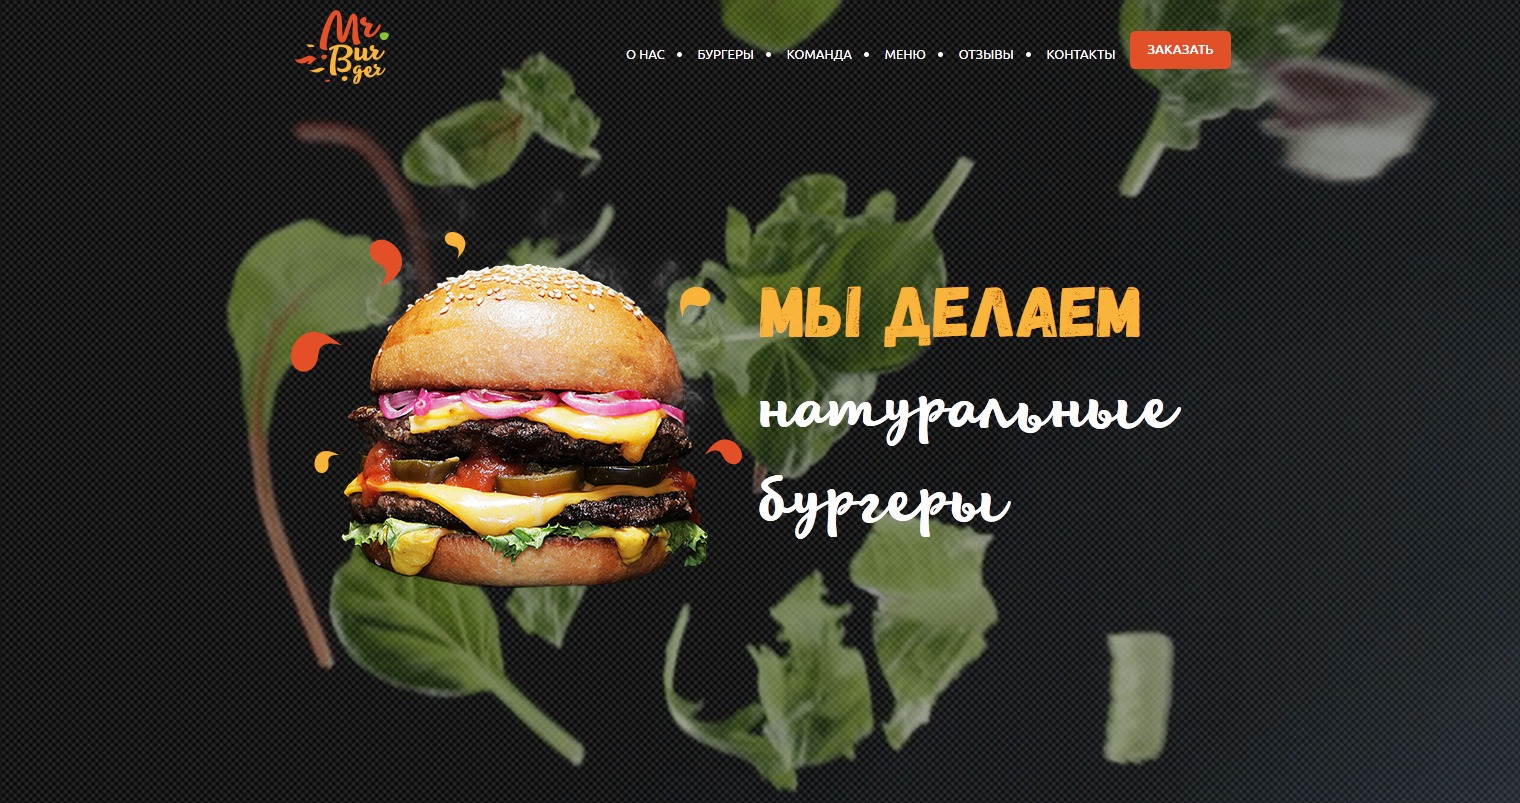 Mr.
Bur
ger
О НАС • БУРГЕРЫ • КОМАНДА • МЕНЮ • ОТЗЫВЫ • КОНТАКТЫ ЗАКАЗАТЬ
МЫ ДЕЛАЕМ
натуральные
бургеры